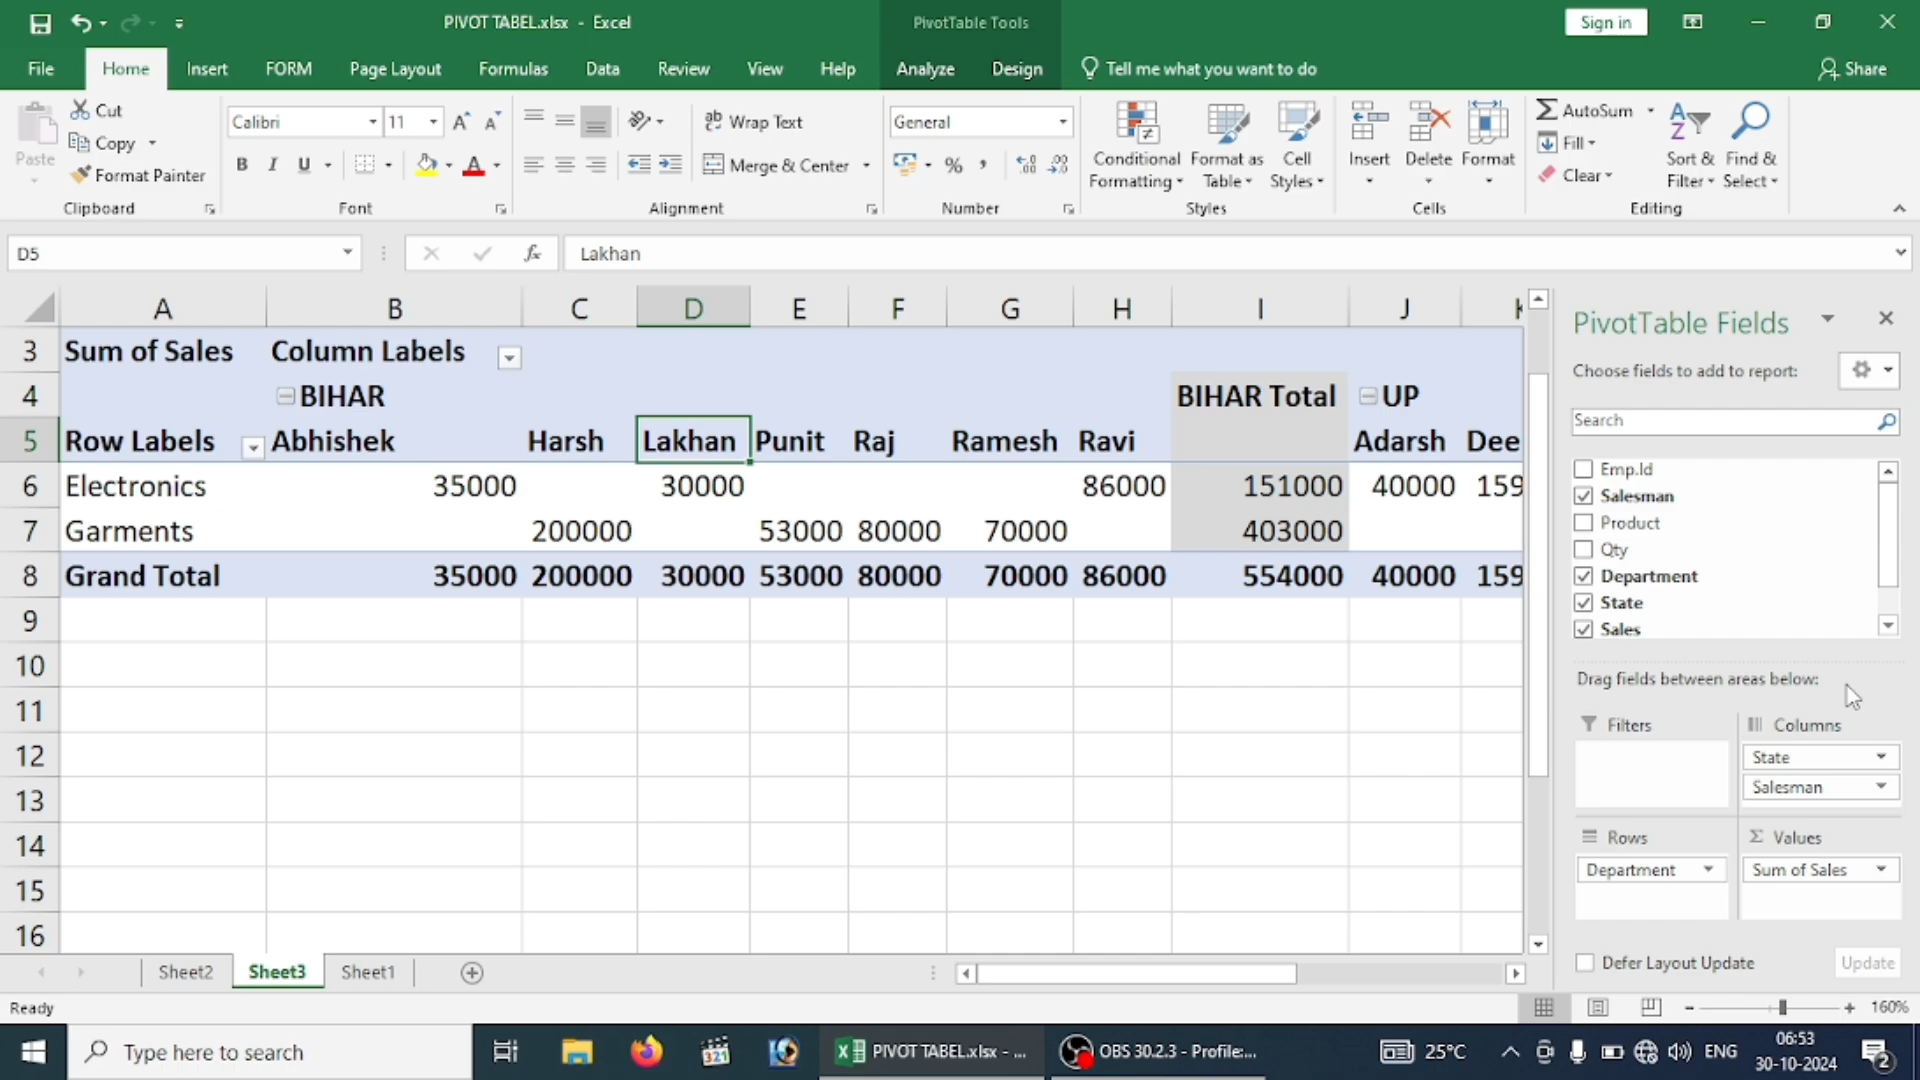 PIVOT TABEL.xlsx - Excel
PivotTable Tools
Sign in
File Home Insert FORM Page Layout Formulas Data Review View Help Analyze Design Tell me what you want to do Share
Paste
Cut
Copy
Format Painter
Clipboard
Calibri 11
B I U
Font
Wrap Text
Merge & Center
Alignment
General
%
Number
Conditional Formatting
Format as Table
Cell Styles
Styles
Insert Delete Format
Cells
AutoSum
Fill
Clear
Sort & Filter
Find & Select
Editing
D5 fx Lakhan
A B C D E F G H I J
3 Sum of Sales Column Labels
4 BIHAR BIHAR Total UP
5 Row Labels Abhishek Harsh Lakhan Punit Raj Ramesh Ravi Adarsh Dee
6 Electronics 35000 30000 86000 151000 40000 159
7 Garments 200000 53000 80000 70000 403000
8 Grand Total 35000 200000 30000 53000 80000 70000 86000 554000 40000 159
9
10
11
12
13
14
15
16
PivotTable Fields
Choose fields to add to report:
Search
Emp.Id
Salesman
Product
Qty
Department
State
Sales
Drag fields between areas below:
Filters
Columns
State
Salesman
Rows
Department
Σ Values
Sum of Sales
Defer Layout Update Update
Sheet2 Sheet3 Sheet1
Ready
160%
Type here to search
321
PIVOT TABEL.xlsx - ...
OBS 30.2.3 - Profile:...
25°C
ENG
06:53
30-10-2024
2